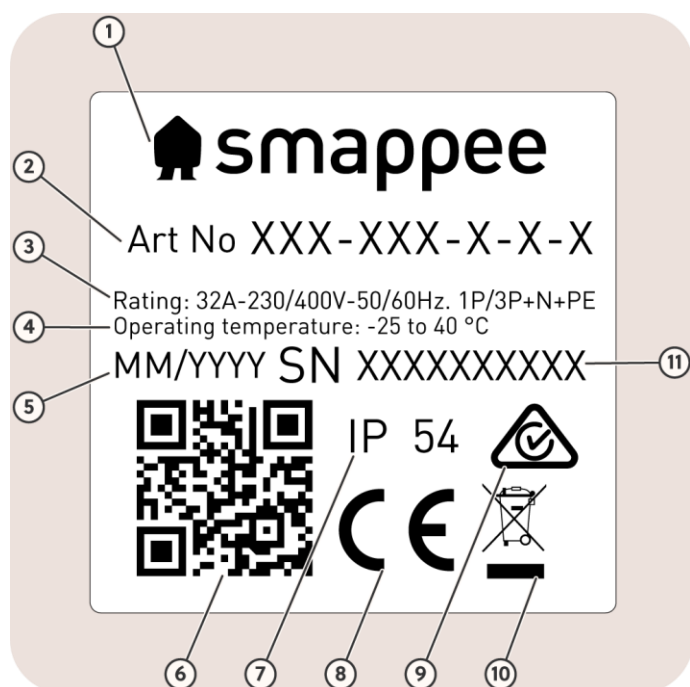 1
smappee
2
Art No XXX-XXX-X-X-X
3
Rating: 32A-230/400V-50/60Hz. 1P/3P+N+PE
4
Operating temperature: -25 to 40 °C
MM/YYYY SN XXXXXXXXXX
11
5
IP 54
CE
6 7 8 9 10